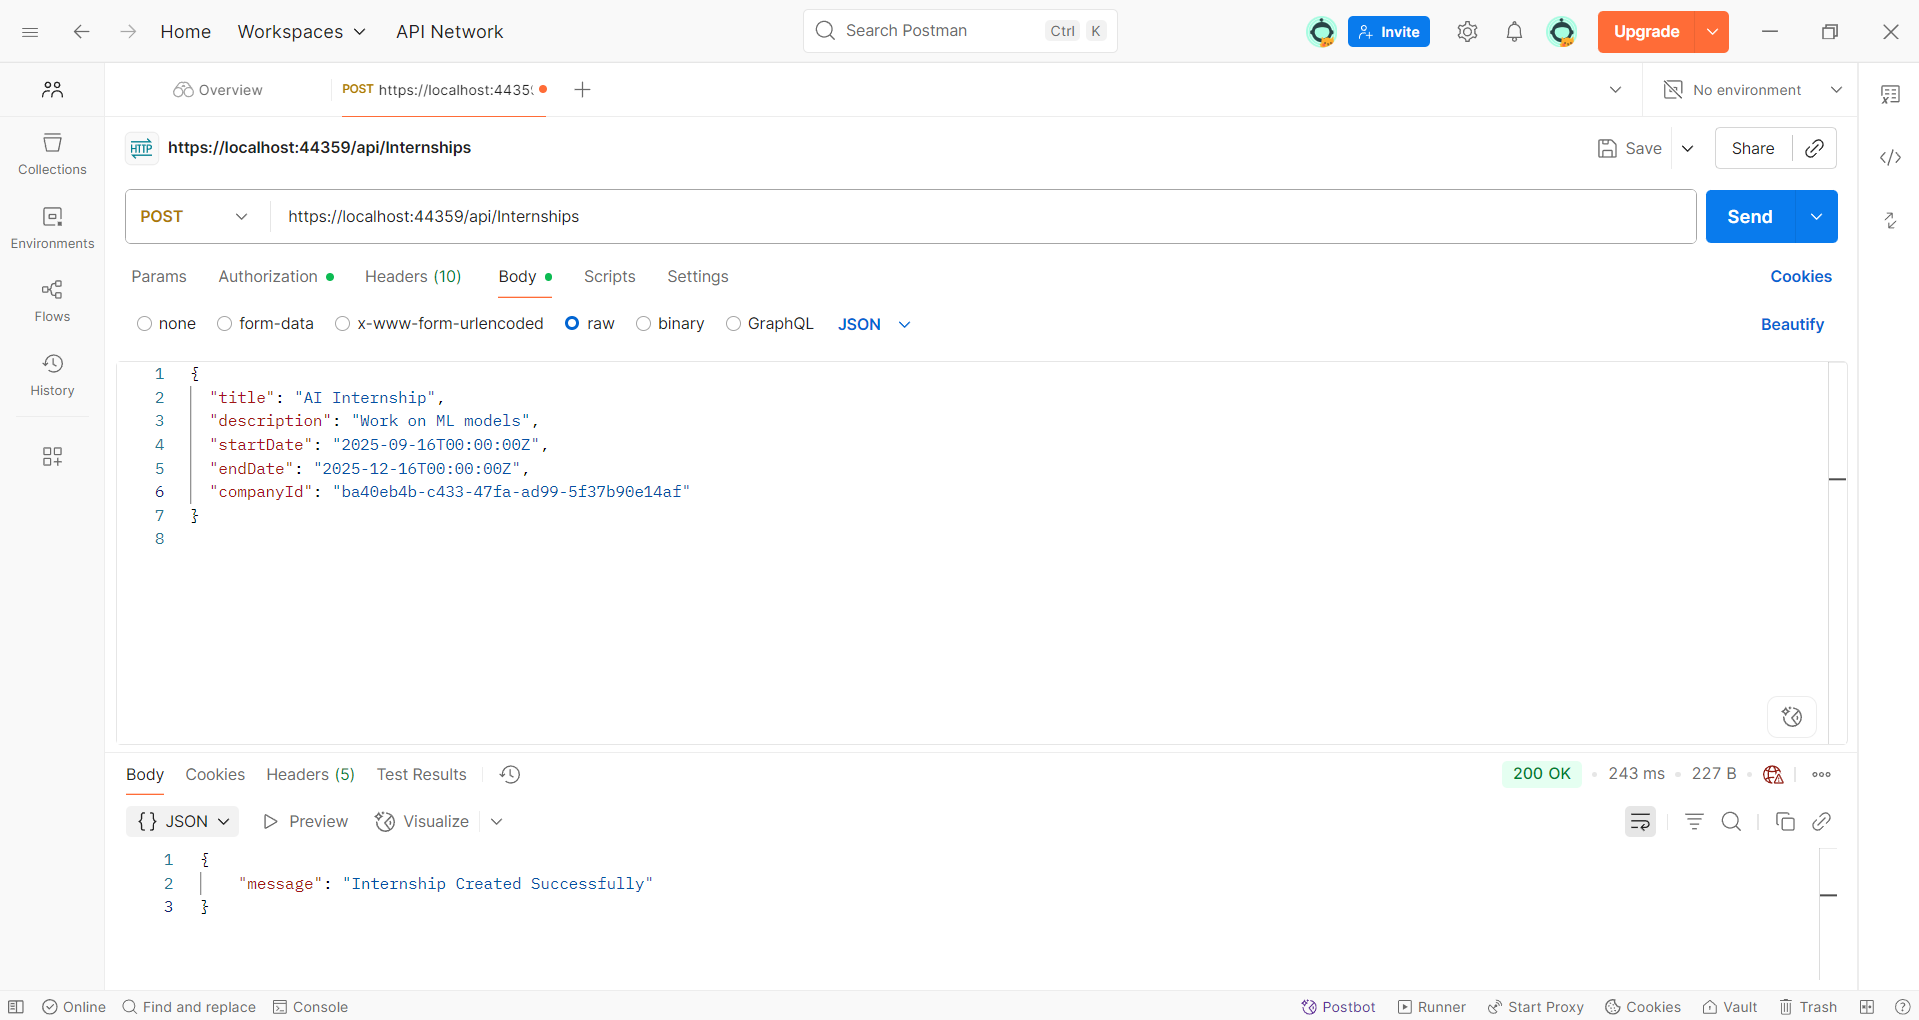 Home Workspaces API Network Search Postman Ctrl K Invite Upgrade
Overview POST https://localhost:4435 No environment
HTTP https://localhost:44359/api/Internships Save Share
Collections
Environments
Flows
History
POST https://localhost:44359/api/Internships Send
Params Authorization Headers (10) Body Scripts Settings Cookies
none form-data x-www-form-urlencoded raw binary GraphQL JSON Beautify
1 {
2 "title": "AI Internship",
3 "description": "Work on ML models",
4 "startDate": "2025-09-16T00:00:00Z",
5 "endDate": "2025-12-16T00:00:00Z",
6 "companyId": "ba40eb4b-c433-47fa-ad99-5f37b90e14af"
7 }
8
Body Cookies Headers (5) Test Results 200 OK • 243 ms • 227 B •
{} JSON Preview Visualize
1 {
2 "message": "Internship Created Successfully"
3 }
Online Find and replace Console Postbot Runner Start Proxy Cookies Vault Trash